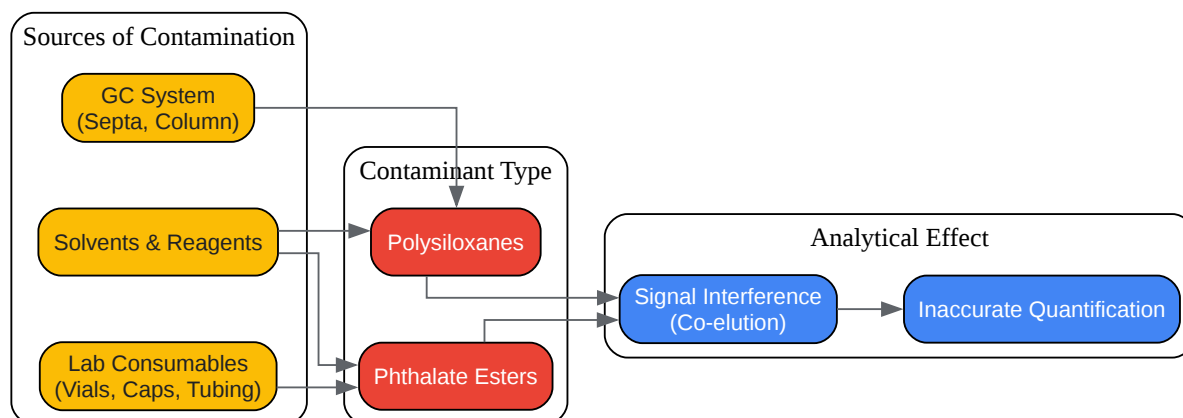 Sources of Contamination
GC System
(Septa, Column)
Solvents & Reagents
Lab Consumables
(Vials, Caps, Tubing)
Contaminant Type
Polysiloxanes
Phthalate Esters
Analytical Effect
Signal Interference
(Co-elution)
Inaccurate Quantification